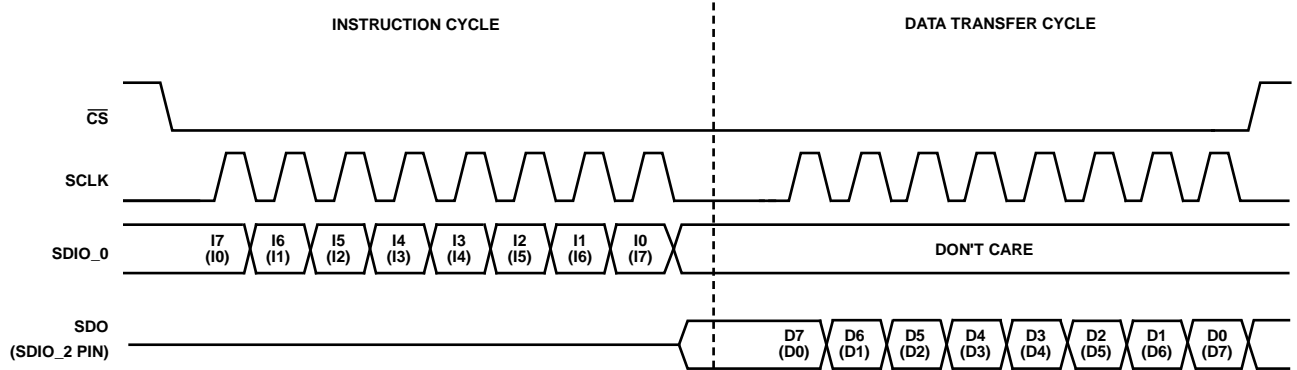 INSTRUCTION CYCLE
DATA TRANSFER CYCLE
CS
SCLK
SDIO_0
I7 I6 I5 I4 I3 I2 I1 I0
(I0) (I1) (I2) (I3) (I4) (I5) (I6) (I7)
DON'T CARE
SDO
(SDIO_2 PIN)
D7 D6 D5 D4 D3 D2 D1 D0
(D0) (D1) (D2) (D3) (D4) (D5) (D6) (D7)